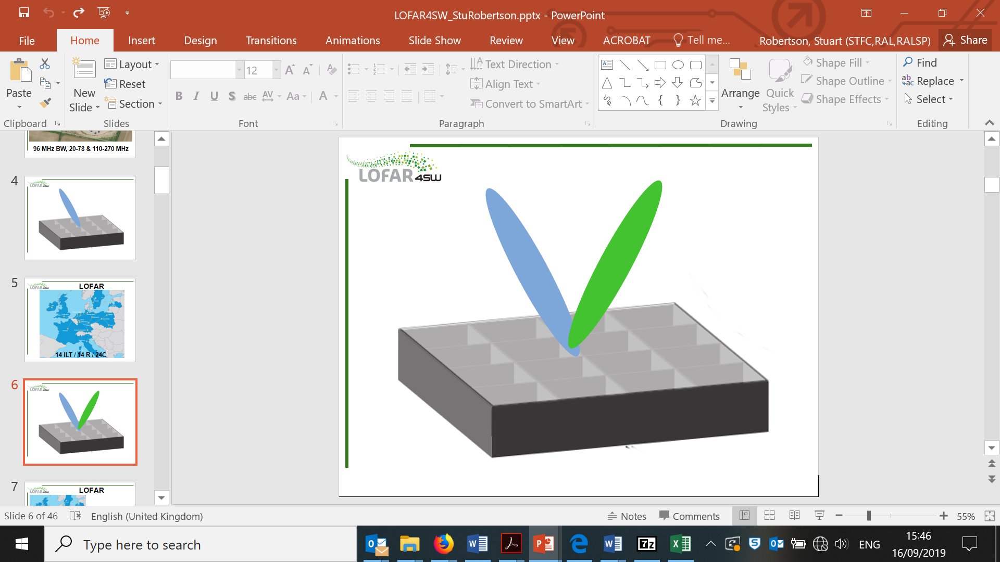 LOFAR4SW_StuRobertson.pptx - PowerPoint
File Home Insert Design Transitions Animations Slide Show Review View ACROBAT Tell me... Robertson, Stuart (STFC,RAL,RALSP) Share
Paste
Clipboard
New Slide
Layout
Reset
Section
Slides
12
B I U S abc AV Aa A
Font
Text Direction
Align Text
Convert to SmartArt
Paragraph
Arrange
Quick Styles
Shape Fill
Shape Outline
Shape Effects
Drawing
Find
Replace
Select
Editing
96 MHz BW, 20-78 & 110-270 MHz
4
5
LOFAR
14 ILT / 14 R / 24C
6
7
LOFAR
LOFAR4SW
Slide 6 of 46 English (United Kingdom) Notes Comments 55%
Type here to search
ENG
15:46
16/09/2019